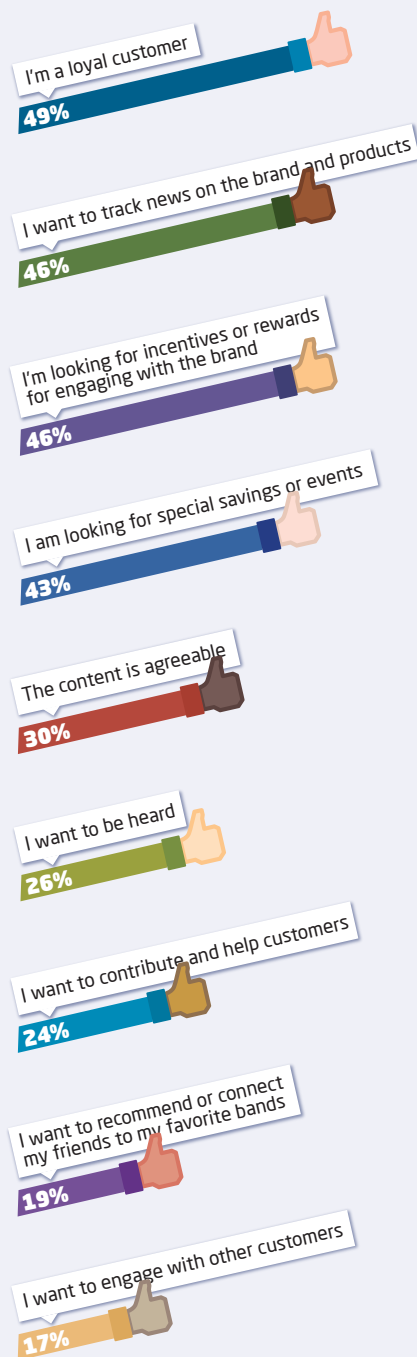 I'm a loyal customer
49%
I want to track news on the brand and products
46%
I'm looking for incentives or rewards
for engaging with the brand
46%
I am looking for special savings or events
43%
The content is agreeable
30%
I want to be heard
26%
I want to contribute and help customers
24%
I want to recommend or connect
my friends to my favorite bands
19%
I want to engage with other customers
17%